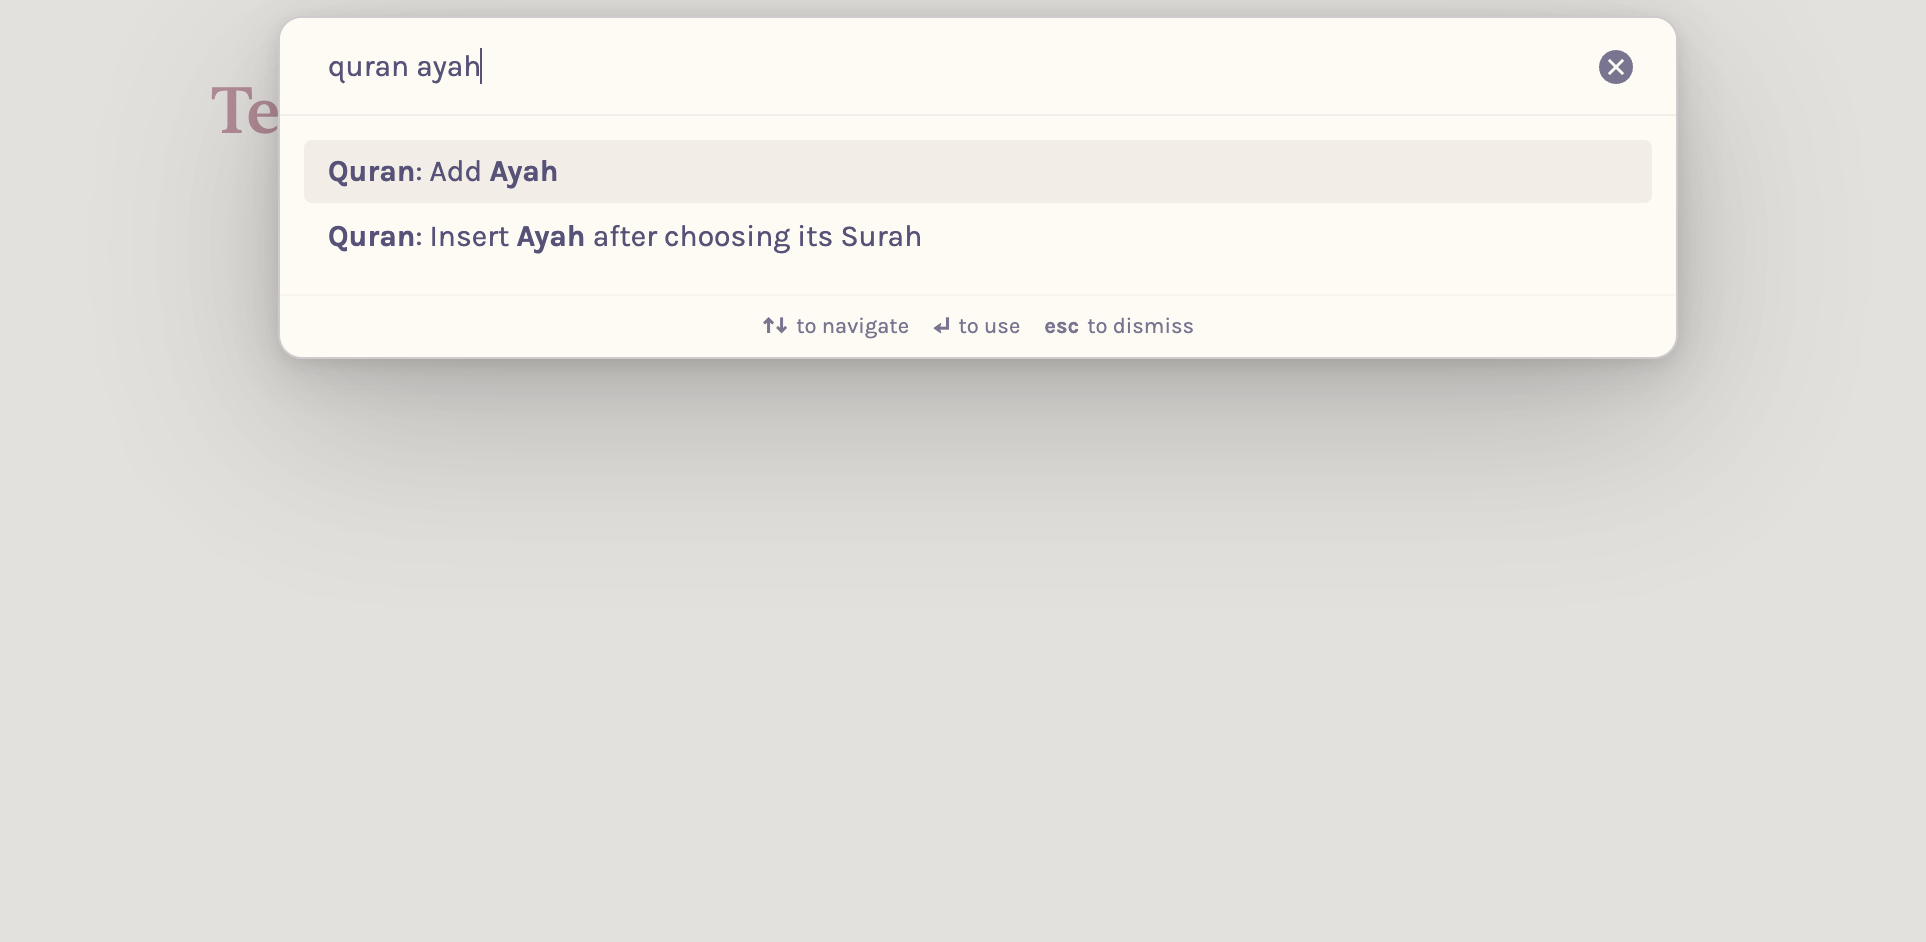 quran ayah
Te
Quran: Add Ayah
Quran: Insert Ayah after choosing its Surah
↑↓ to navigate ↵ to use esc to dismiss